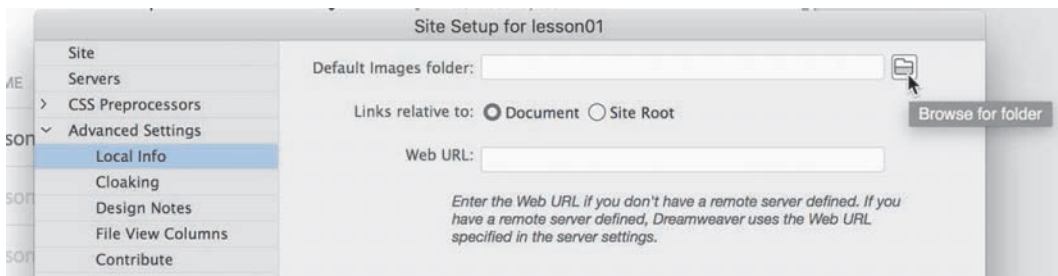 Site Setup for lesson01
Site
Servers
CSS Preprocessors
Advanced Settings
Local Info
Cloaking
Design Notes
File View Columns
Contribute
Default Images folder:
Browse for folder
Links relative to: Document Site Root
Web URL:
Enter the Web URL if you don't have a remote server defined. If you
have a remote server defined, Dreamweaver uses the Web URL
specified in the server settings.